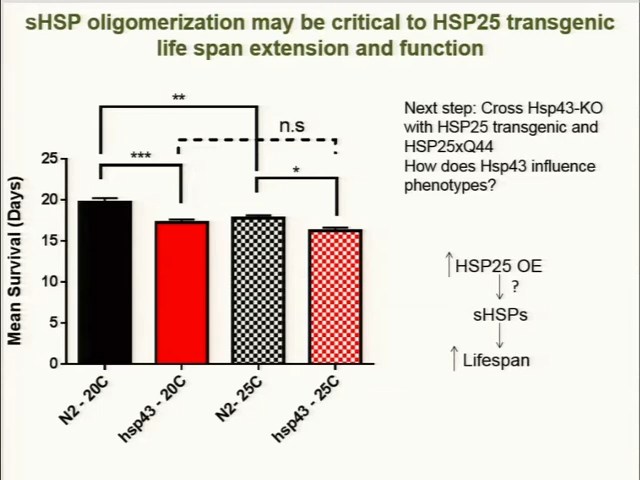 sHSP oligomerization may be critical to HSP25 transgenic
life span extension and function
**
n.s
***
*
Mean Survival (Days)
25
20
15
10
5
0
N2 - 20C
hsp43 - 20C
N2- 25C
hsp43 - 25C
Next step: Cross Hsp43-KO
with HSP25 transgenic and
HSP25xQ44
How does Hsp43 influence
phenotypes?
HSP25 OE
?
sHSPs
Lifespan